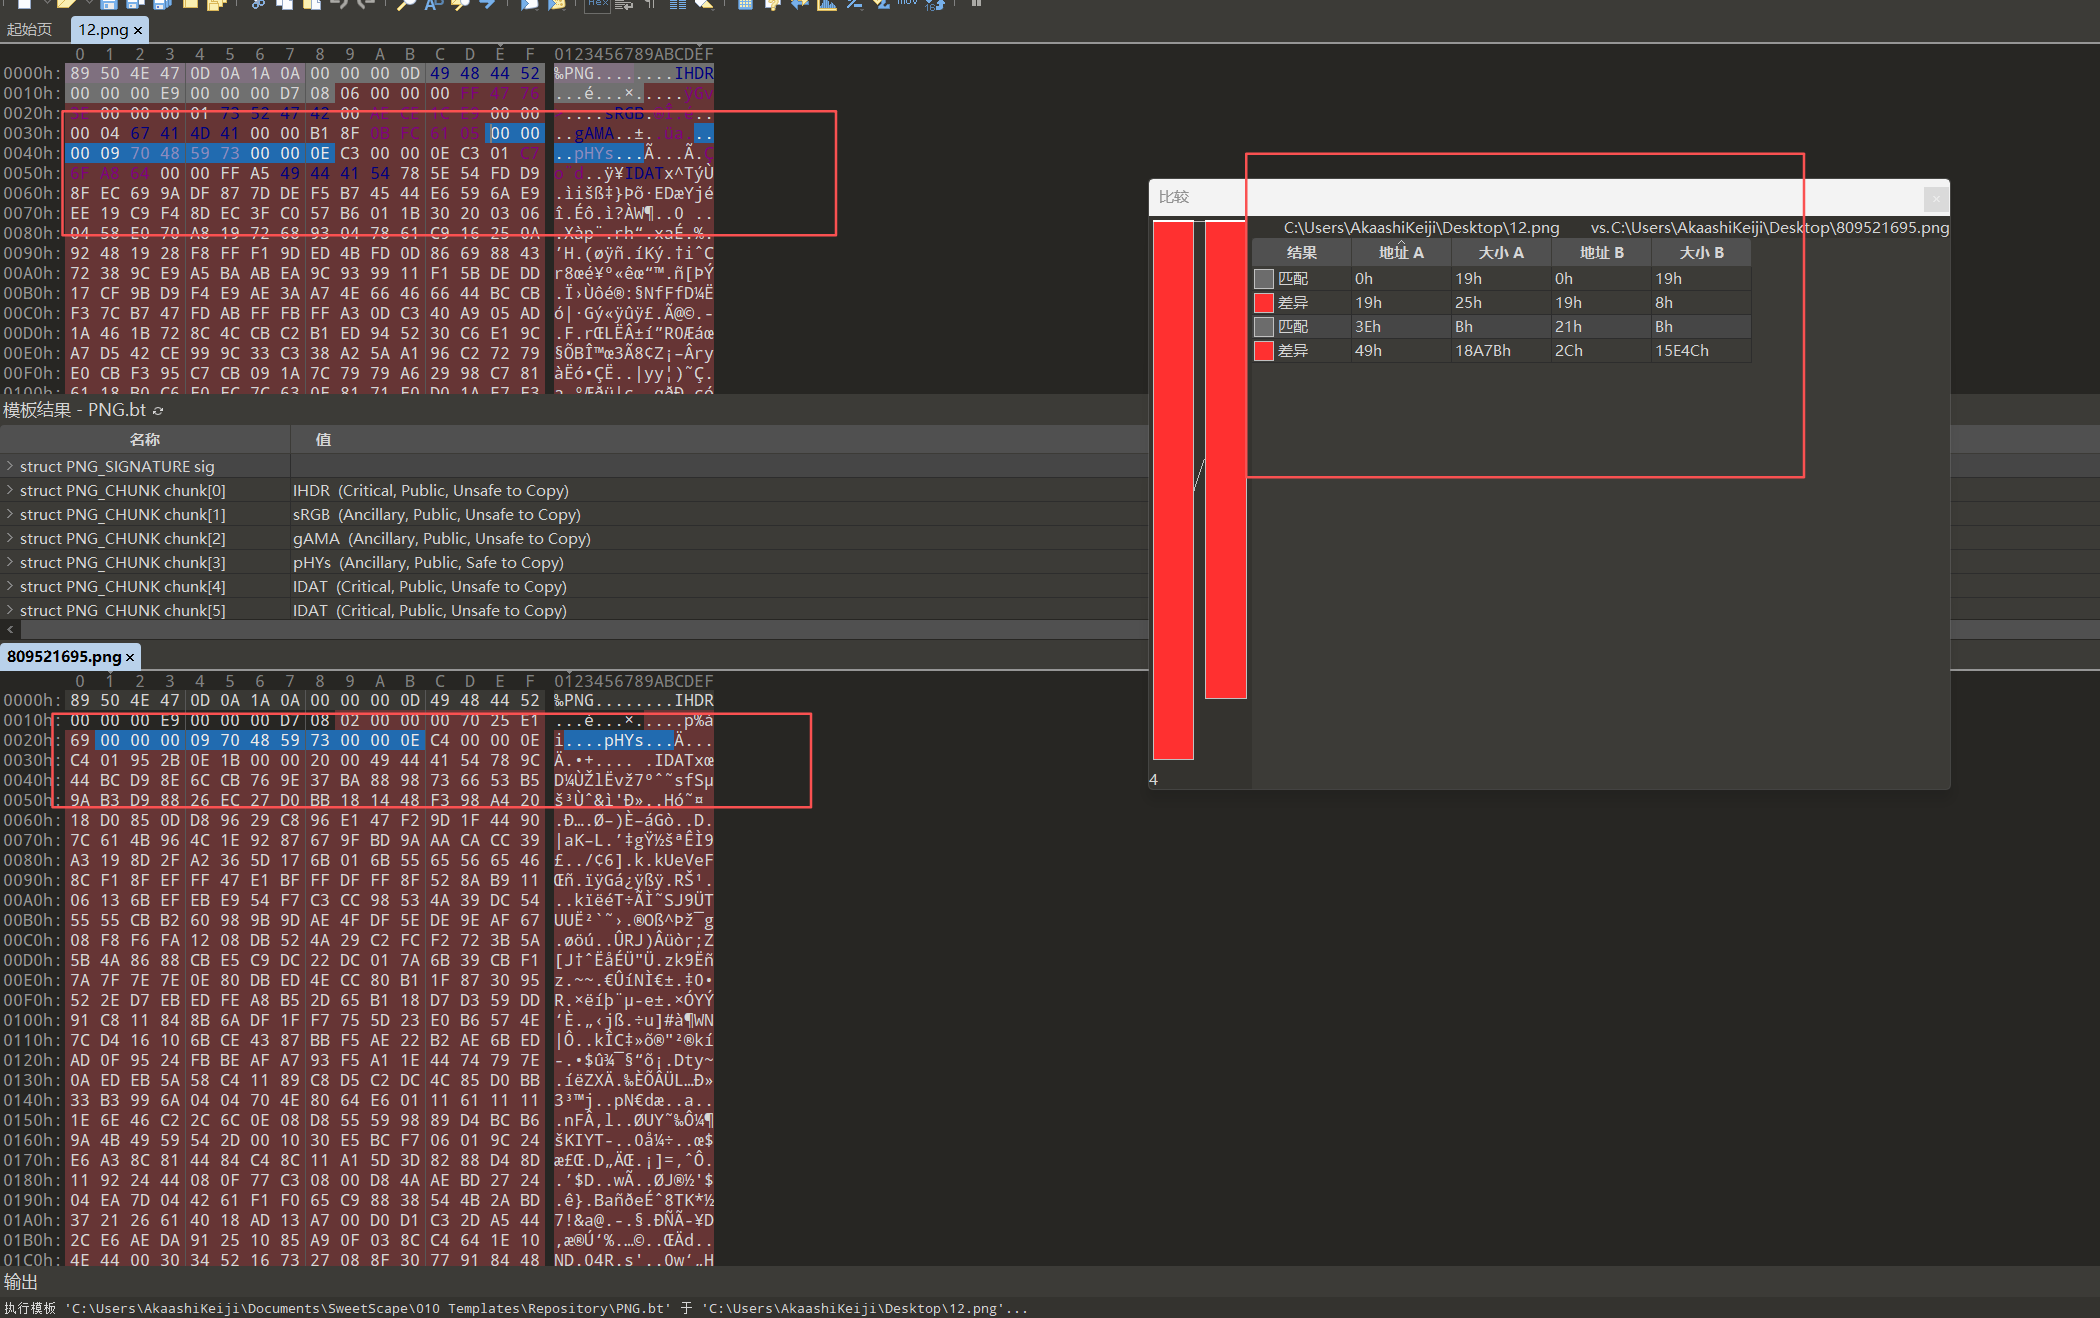 起始页 12.png ×
0 1 2 3 4 5 6 7 8 9 A B C D E F 0123456789ABCDEF
0000h: 89 50 4E 47 0D 0A 1A 0A 00 00 00 0D 49 48 44 52 ‰PNG........IHDR
0010h: 00 00 00 E9 00 00 00 D7 08 06 00 00 00 FF 47 76 ...é...×.....ÿGv
0020h: 3E 00 00 00 01 73 52 47 42 00 AE CE 1C E9 00 00
0030h: 00 04 67 41 4D 41 00 00 B1 8F 0B FC 61 05 00 00 ..gAMA..±..üa...
0040h: 00 09 70 48 59 73 00 00 0E C3 00 00 0E C3 01 C7 ..pHYs...Ã...Ã.Ç
0050h: 6F A8 64 00 00 FF A5 49 44 41 54 78 5E 54 FD D9 o¨d..ÿ¥IDATx^TýÙ
0060h: 8F EC 69 9A DF 87 7D DE F5 B7 45 44 E6 59 6A E9 .ìišß‡}Þõ·EDæYjé
0070h: EE 19 C9 F4 8D EC 3F C0 57 B6 01 1B 30 20 03 06 î.Éô.ì?ÀW¶..0 ..
0080h: 04 58 E0 70 A8 19 72 68 93 04 78 61 C9 16 25 0A .Xàp¨.rh“.xaÉ.%.
0090h: 92 48 19 28 F8 FF F1 9D ED 4B FD 0D 86 69 88 43 ’H.(øÿñ.íKý.†iˆC
00A0h: 72 38 9C E9 A5 BA AB EA 9C 93 99 11 F1 5B DE DD r8œé¥º«êœ“™.ñ[ÞÝ
00B0h: 17 CF 9B D9 F4 E9 AE 3A A7 4E 66 46 66 44 BC CB .Ï›Ùôé®:§NfFfD¼Ë
00C0h: F3 7C B7 47 FD AB FF FB FF A3 0D C3 40 A9 05 AD ó|·Gý«ÿûÿ£.Ã@©.-
00D0h: 1A 46 1B 72 8C 4C CB C2 B1 ED 94 52 30 C6 E1 9C .F.rŒLËÂ±í”R0Æáœ
00E0h: A7 D5 42 CE 99 9C 33 C3 38 A2 5A A1 96 C2 72 79 §ÕBÎ™œ3Ã8¢Z¡–Âry
00F0h: E0 CB F3 95 C7 CB 09 1A 7C 79 79 A6 29 98 C7 81 àËó•ÇË..|yy¦)˜Ç.
模板结果 - PNG.bt
名称 值
struct PNG_SIGNATURE sig
struct PNG_CHUNK chunk[0] IHDR (Critical, Public, Unsafe to Copy)
struct PNG_CHUNK chunk[1] sRGB (Ancillary, Public, Unsafe to Copy)
struct PNG_CHUNK chunk[2] gAMA (Ancillary, Public, Unsafe to Copy)
struct PNG_CHUNK chunk[3] pHYs (Ancillary, Public, Safe to Copy)
struct PNG_CHUNK chunk[4] IDAT (Critical, Public, Unsafe to Copy)
struct PNG_CHUNK chunk[5] IDAT (Critical, Public, Unsafe to Copy)
809521695.png ×
0 1 2 3 4 5 6 7 8 9 A B C D E F 0123456789ABCDEF
0000h: 89 50 4E 47 0D 0A 1A 0A 00 00 00 0D 49 48 44 52 ‰PNG........IHDR
0010h: 00 00 00 E9 00 00 00 D7 08 02 00 00 00 70 25 E1 ...é...×.....p%á
0020h: 69 00 00 00 09 70 48 59 73 00 00 0E C4 00 00 0E i....pHYs...Ä...
0030h: C4 01 95 2B 0E 1B 00 00 20 00 49 44 41 54 78 9C Ä.•+.... .IDATxœ
0040h: 44 BC D9 8E 6C CB 76 9E 37 BA 88 98 73 66 53 B5 D¼ÙŽlËvž7ºˆ˜sfSµ
0050h: 9A B3 D9 88 26 EC 27 D0 BB 18 14 48 F3 98 A4 20 š³Ùˆ&ì'Ð»..Hó˜¤
0060h: 18 D0 85 0D D8 96 29 C8 96 E1 47 F2 9D 1F 44 90 .Ð….Ø–)È–áGò..D.
0070h: 7C 61 4B 96 4C 1E 92 87 67 9F BD 9A AA CA CC 39 |aK–L.’‡gŸ½šªÊÌ9
0080h: A3 19 8D 2F A2 36 5D 17 6B 01 6B 55 65 56 65 46 £../¢6].k.kUeVeF
0090h: 8C F1 8F EF FF 47 E1 BF FF DF FF 8F 52 8A B9 11 Œñ.ïÿGá¿ÿßÿ.RŠ¹.
00A0h: 06 13 6B EF EB E9 54 F7 C3 CC 98 53 4A 39 DC 54 ..kïëéT÷ÃÌ˜SJ9ÜT
00B0h: 55 55 CB B2 60 98 9B 9D AE 4F DF 5E DE 9E AF 67 UUË²`˜›.®Oß^Þž¯g
00C0h: 08 F8 F6 FA 12 08 DB 52 4A 29 C2 FC F2 72 3B 5A .øöú..ÛRJ)Âüòr;Z
00D0h: 5B 4A 86 88 CB E5 C9 DC 22 DC 01 7A 6B 39 CB F1 [J†ˆËåÉÜ"Ü.zk9Ëñ
00E0h: 7A 7F 7E 7E 0E 80 DB ED 4E CC 80 B1 1F 87 30 95 z.~~.€ÛíNÌ€±.‡0•
00F0h: 52 2E D7 EB ED FE A8 B5 2D 65 B1 18 D7 D3 59 DD R.×ëíþ¨µ-e±.×ÓYÝ
0100h: 91 C8 11 84 8B 6A DF 1F F7 75 5D 23 E0 B6 57 4E ‘È.„‹jß.÷u]#à¶WN
0110h: 7C D4 16 10 6B CE 43 87 BB F5 AE 22 B2 AE 6B ED |Ô..kÎC‡»õ®"²®kí
0120h: AD 0F 95 24 FB BE AF A7 93 F5 A1 1E 44 74 79 7E -.•$û¾¯§“õ¡.Dty~
0130h: 0A ED EB 5A 58 C4 11 89 C8 D5 C2 DC 4C 85 D0 BB .íëZXÄ.‰ÈÕÂÜL…Ð»
0140h: 33 B3 99 6A 04 04 70 4E 80 64 E6 01 11 61 11 11 3³™j..pN€dæ..a..
0150h: 1E 6E 46 C2 2C 6C 0E 08 D8 55 59 98 89 D4 BC B6 .nFÂ,l..ØUY˜‰Ô¼¶
0160h: 9A 4B 49 59 54 2D 00 10 30 E5 BC F7 06 01 9C 24 šKIYT-..0å¼÷..œ$
0170h: E6 A3 8C 81 44 84 C4 8C 11 A1 5D 3D 82 88 D4 8D æ£Œ.D„ÄŒ.¡]=‚ˆÔ.
0180h: 11 92 24 44 08 0F 77 C3 08 00 D8 4A AE BD 27 24 .’$D..wÃ..ØJ®½'$
0190h: 04 EA 7D 04 42 61 F1 F0 65 C9 88 38 54 4B 2A BD .ê}.BañðeÉˆ8TK*½
01A0h: 37 21 26 61 40 18 AD 13 A7 00 D0 D1 C3 2D A5 44 7!&a@.-.§.ÐÑÃ-¥D
01B0h: 2C E6 AE DA 91 25 10 85 A9 0F 03 8C C4 64 1E 10 ,æ®Ú‘%.…©..ŒÄd..
01C0h: 4E 44 00 30 34 52 16 73 27 08 8F 30 77 91 84 48 ND.04R.s'..0w‘„H
输出
执行模板 'C:\Users\AkaashiKeiji\Documents\SweetScape\010 Templates\Repository\PNG.bt' 于 'C:\Users\AkaashiKeiji\Desktop\12.png'...
比较
C:\Users\AkaashiKeiji\Desktop\12.png vs.C:\Users\AkaashiKeiji\Desktop\809521695.png
结果 地址 A 大小 A 地址 B 大小 B
匹配 0h 19h 0h 19h
差异 19h 25h 19h 8h
匹配 3Eh Bh 21h Bh
差异 49h 18A7Bh 2Ch 15E4Ch
4